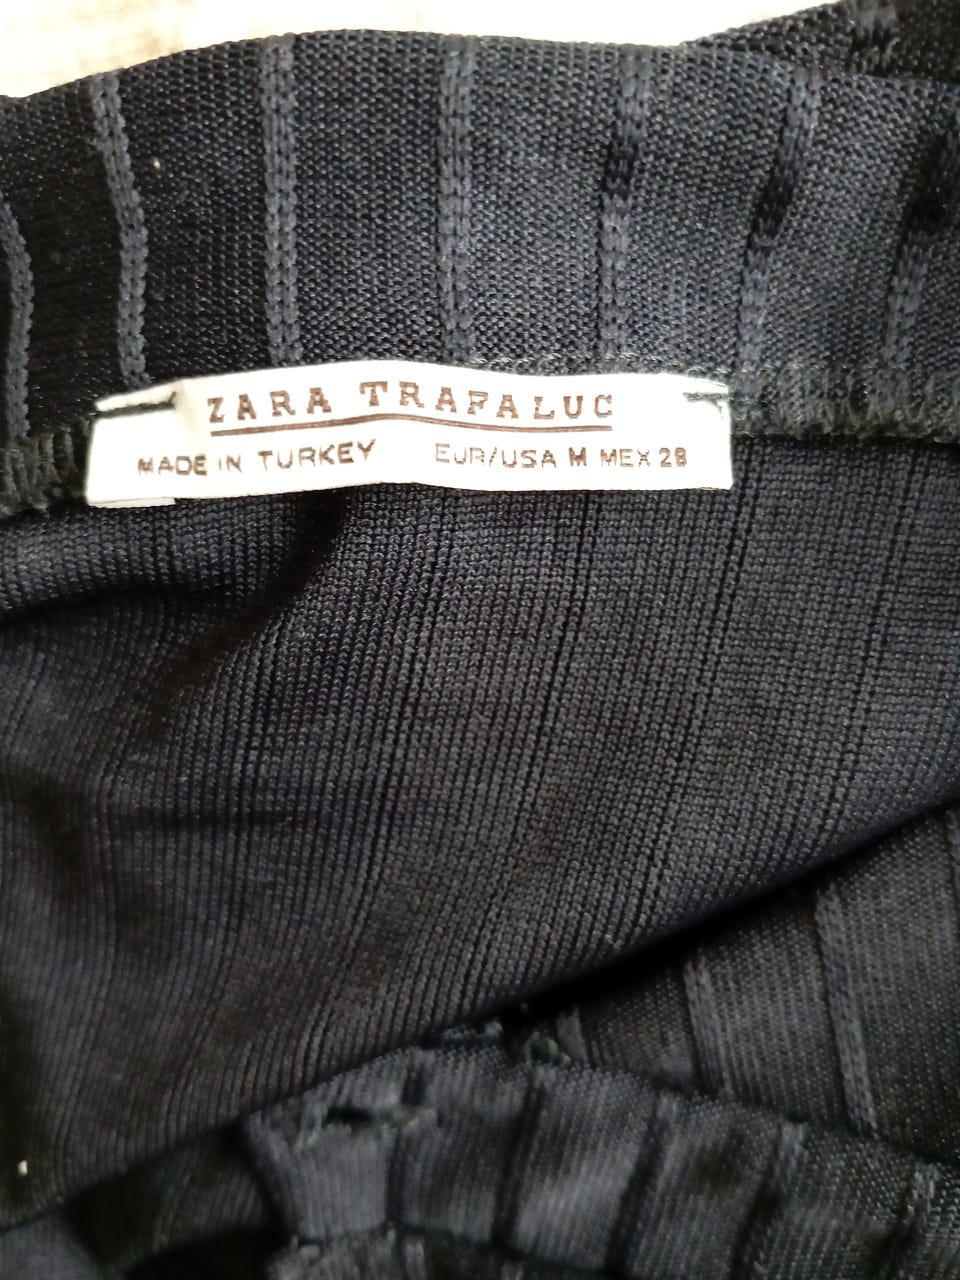 ZARA TRAFALUC
MADE IN TURKEY EUR/USA M MEX 28